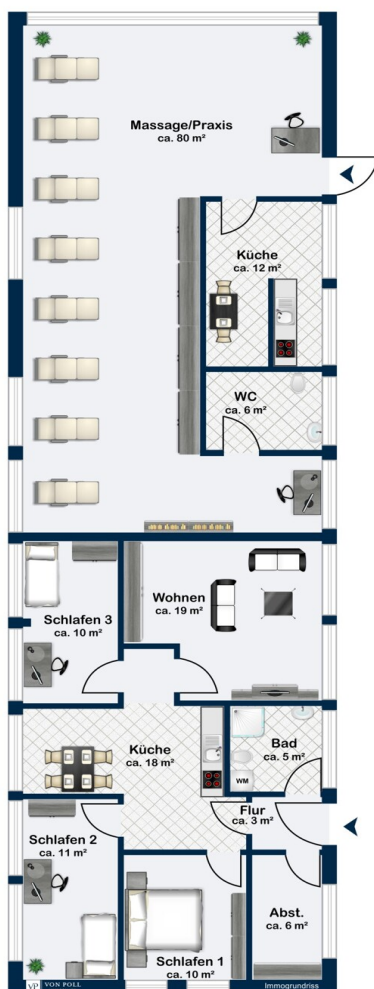 Massage/Praxis
ca. 80 m²
Küche
ca. 12 m²
WC
ca. 6 m²
Wohnen
ca. 19 m²
Schlafen 3
ca. 10 m²
Küche
ca. 18 m²
Bad
ca. 5 m²
WM
Flur
ca. 3 m²
Schlafen 2
ca. 11 m²
Abst.
ca. 6 m²
Schlafen 1
ca. 10 m²
VP VON POLL
Immogrundriss